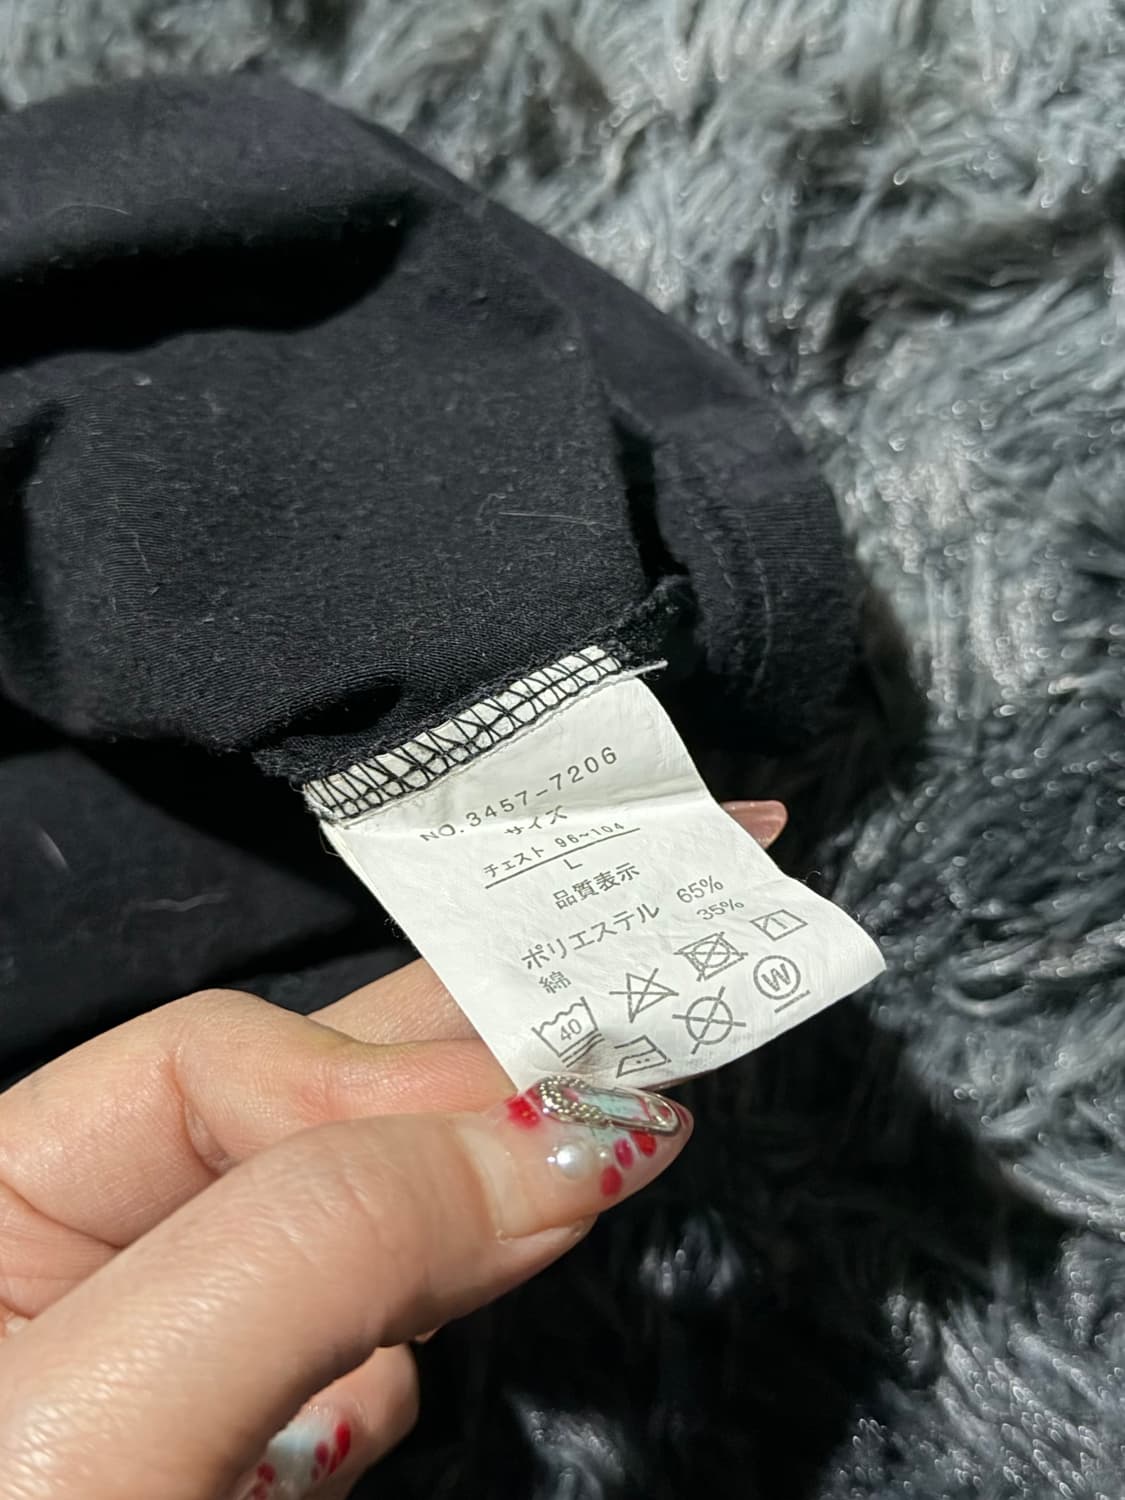 NO.3457-7206
サイズ
チェスト 96~104
L
品質表示
ポリエステル 65%
綿 35%
40
W